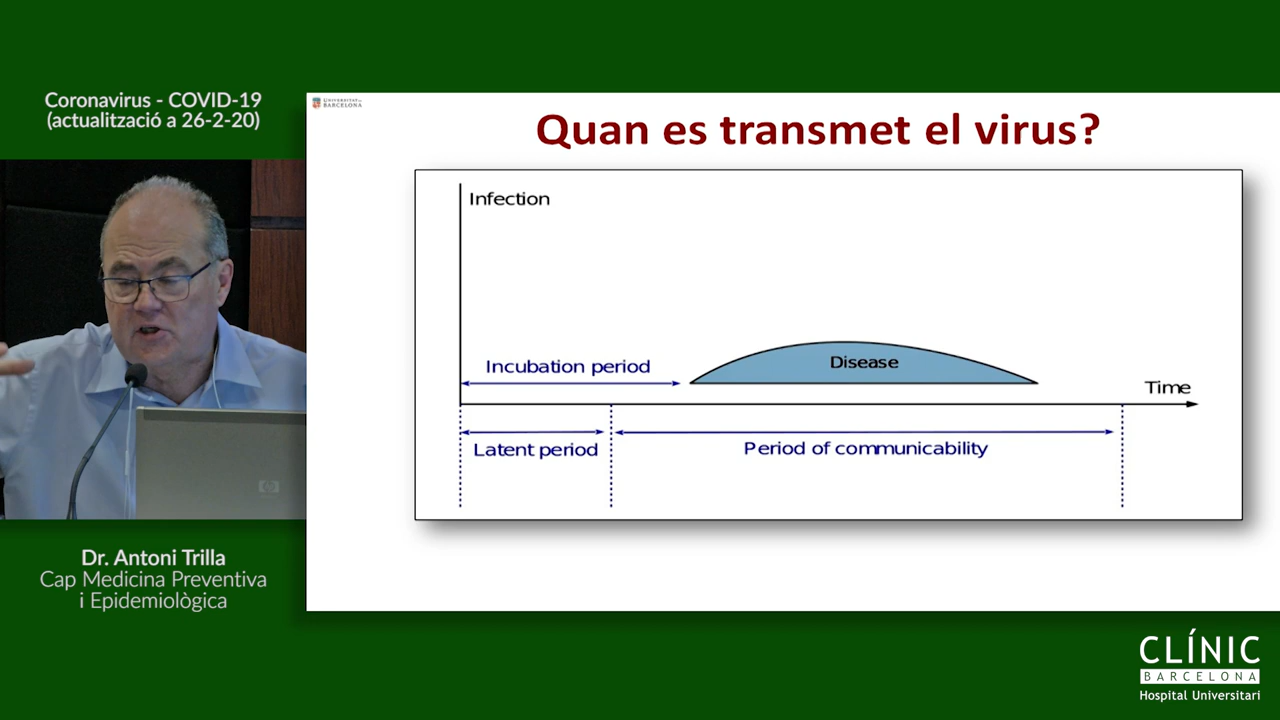 Coronavirus - COVID-19
(actualització a 26-2-20)
UNIVERSITAT DE
BARCELONA
Quan es transmet el virus?
Infection
Incubation period
Disease
Time
Latent period
Period of communicability
hp
Dr. Antoni Trilla
Cap Medicina Preventiva
i Epidemiològica
CLÍNIC
BARCELONA
Hospital Universitari